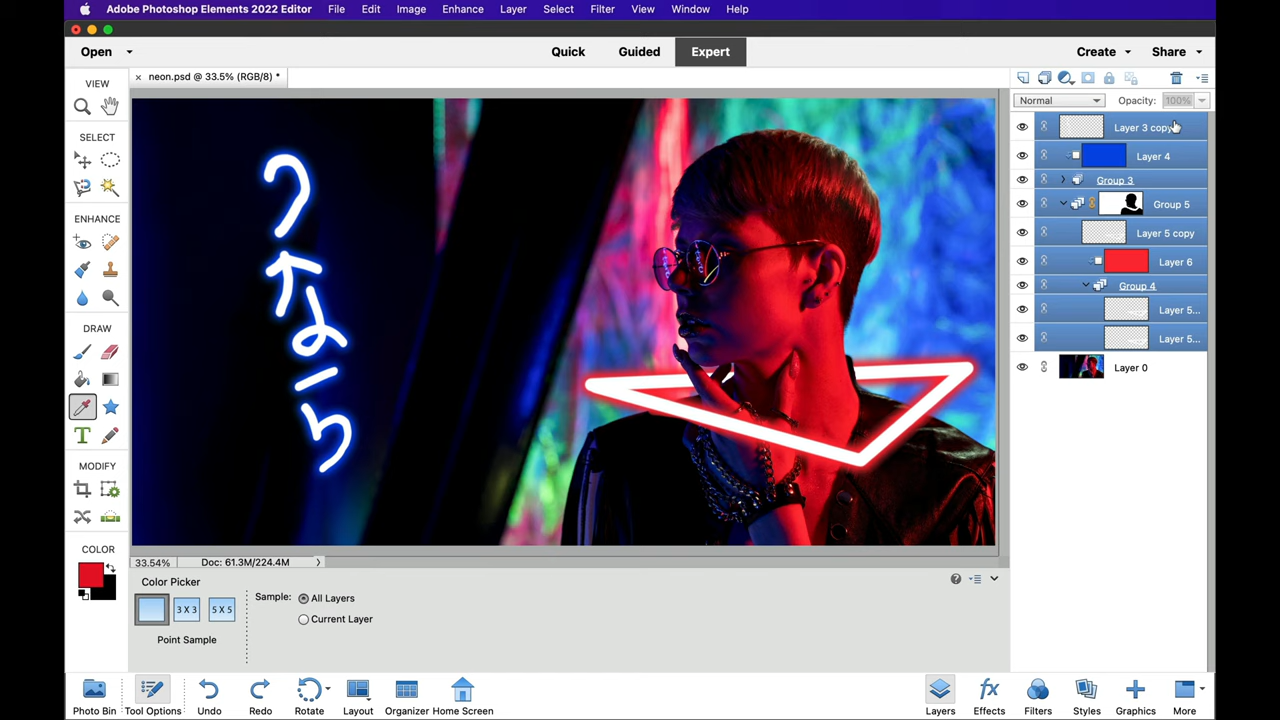 Adobe Photoshop Elements 2022 Editor File Edit Image Enhance Layer Select Filter View Window Help
Open Quick Guided Expert Create Share
neon.psd @ 33.5% (RGB/8) *
VIEW
SELECT
ENHANCE
DRAW
T
MODIFY
COLOR
Normal Opacity: 100%
Layer 3 copy
Layer 4
Group 3
Group 5
Layer 5 copy
Layer 6
Group 4
Layer 5...
Layer 5...
Layer 0
33.54% Doc: 61.3M/224.4M
Color Picker
3 X 3 5 X 5
Point Sample
Sample: All Layers
Current Layer
Photo Bin Tool Options Undo Redo Rotate Layout Organizer Home Screen Layers Effects Filters Styles Graphics More